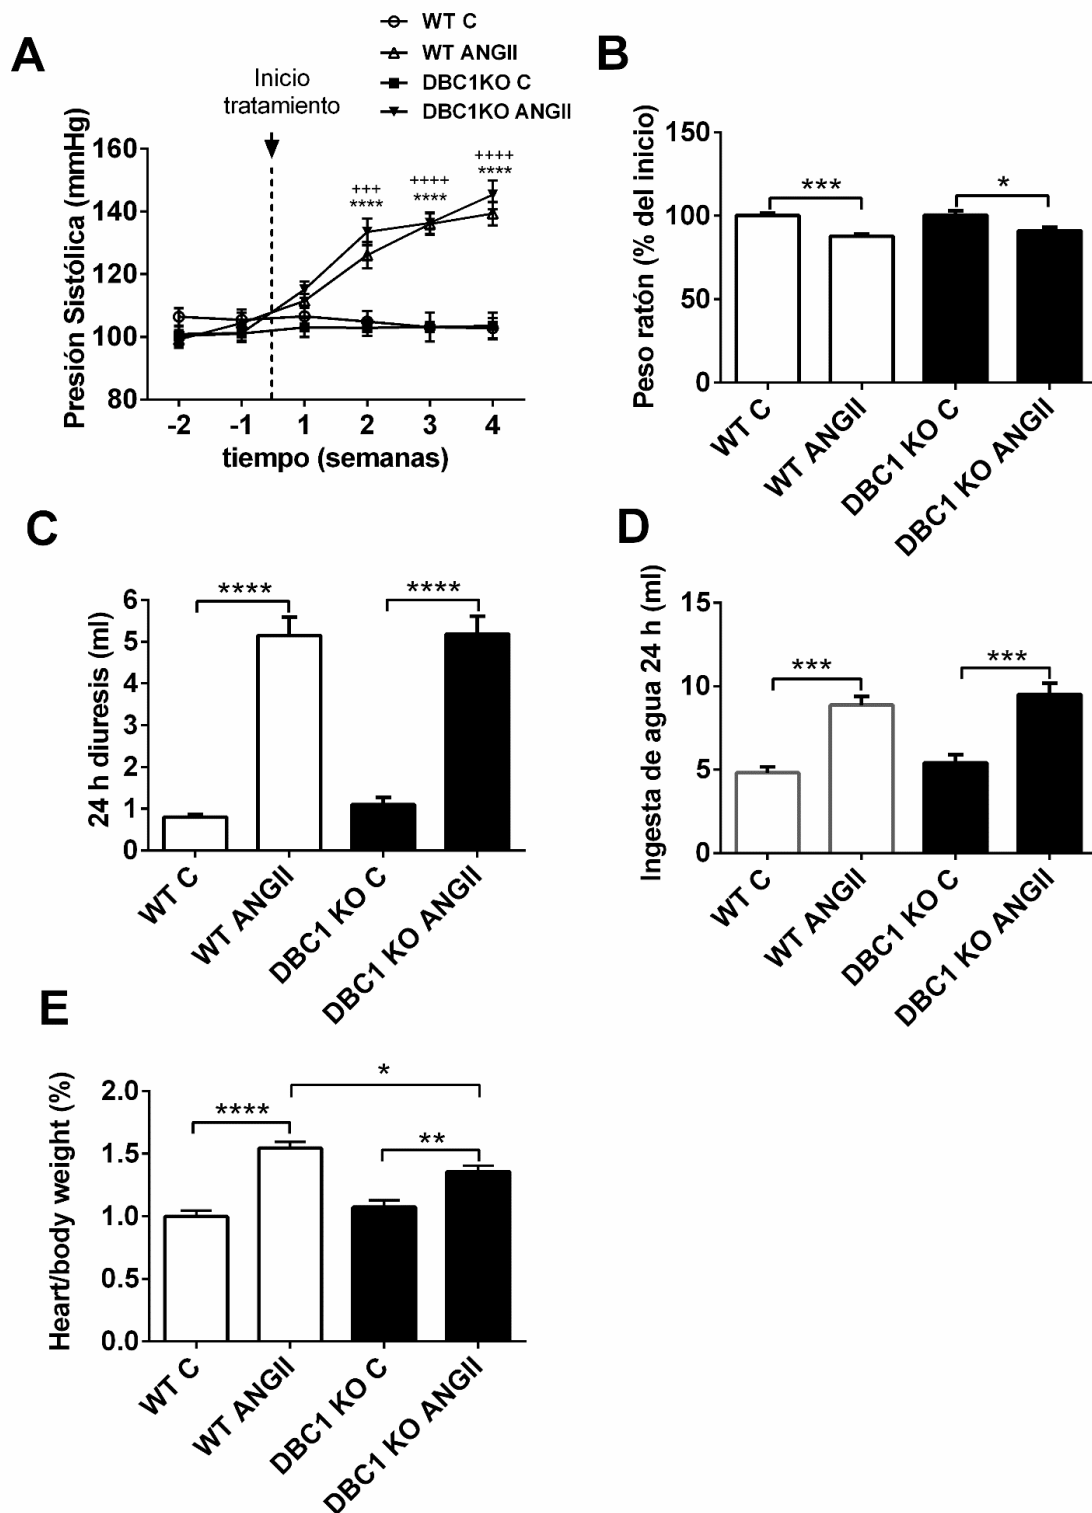 A
WT C
WT ANGII
DBC1KO C
DBC1KO ANGII
Inicio
tratamiento
Presión Sistólica (mmHg)
160
140
120
100
80
+++
****
++++
****
++++
****
-2 -1 1 2 3 4
tiempo (semanas)
B
Peso ratón (% del inicio)
150
100
50
0
***
*
WT C
WT ANGII
DBC1 KO C
DBC1 KO ANGII
C
24 h diuresis (ml)
6
5
4
3
2
1
0
****
****
WT C
WT ANGII
DBC1 KO C
DBC1 KO ANGII
D
Ingesta de agua 24 h (ml)
15
10
5
0
***
***
WT C
WT ANGII
DBC1 KO C
DBC1 KO ANGII
E
Heart/body weight (%)
2.0
1.5
1.0
0.5
0.0
****
*
**
WT C
WT ANGII
DBC1 KO C
DBC1 KO ANGII